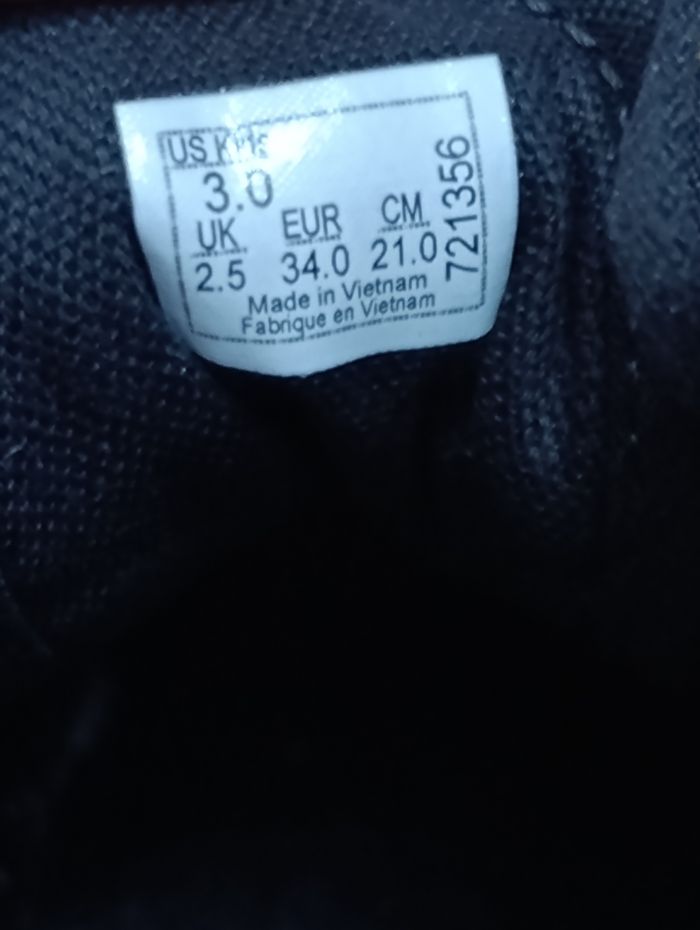 US Kids
3.0
UK EUR CM
2.5 34.0 21.0
Made in Vietnam
Fabrique en Vietnam
721356